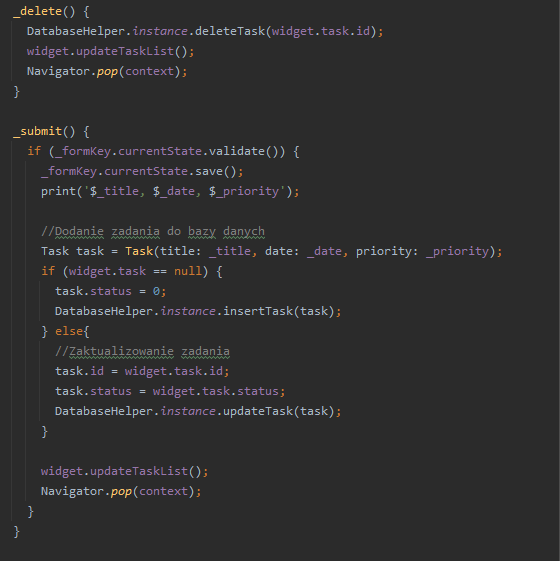 _delete() {
DatabaseHelper.instance.deleteTask(widget.task.id);
widget.updateTaskList();
Navigator.pop(context);
}
_submit() {
if (_formKey.currentState.validate()) {
_formKey.currentState.save();
print('$_title, $_date, $_priority');
//Dodanie zadania do bazy danych
Task task = Task(title: _title, date: _date, priority: _priority);
if (widget.task == null) {
task.status = 0;
DatabaseHelper.instance.insertTask(task);
} else{
//Zaktualizowanie zadania
task.id = widget.task.id;
task.status = widget.task.status;
DatabaseHelper.instance.updateTask(task);
}
widget.updateTaskList();
Navigator.pop(context);
}
}